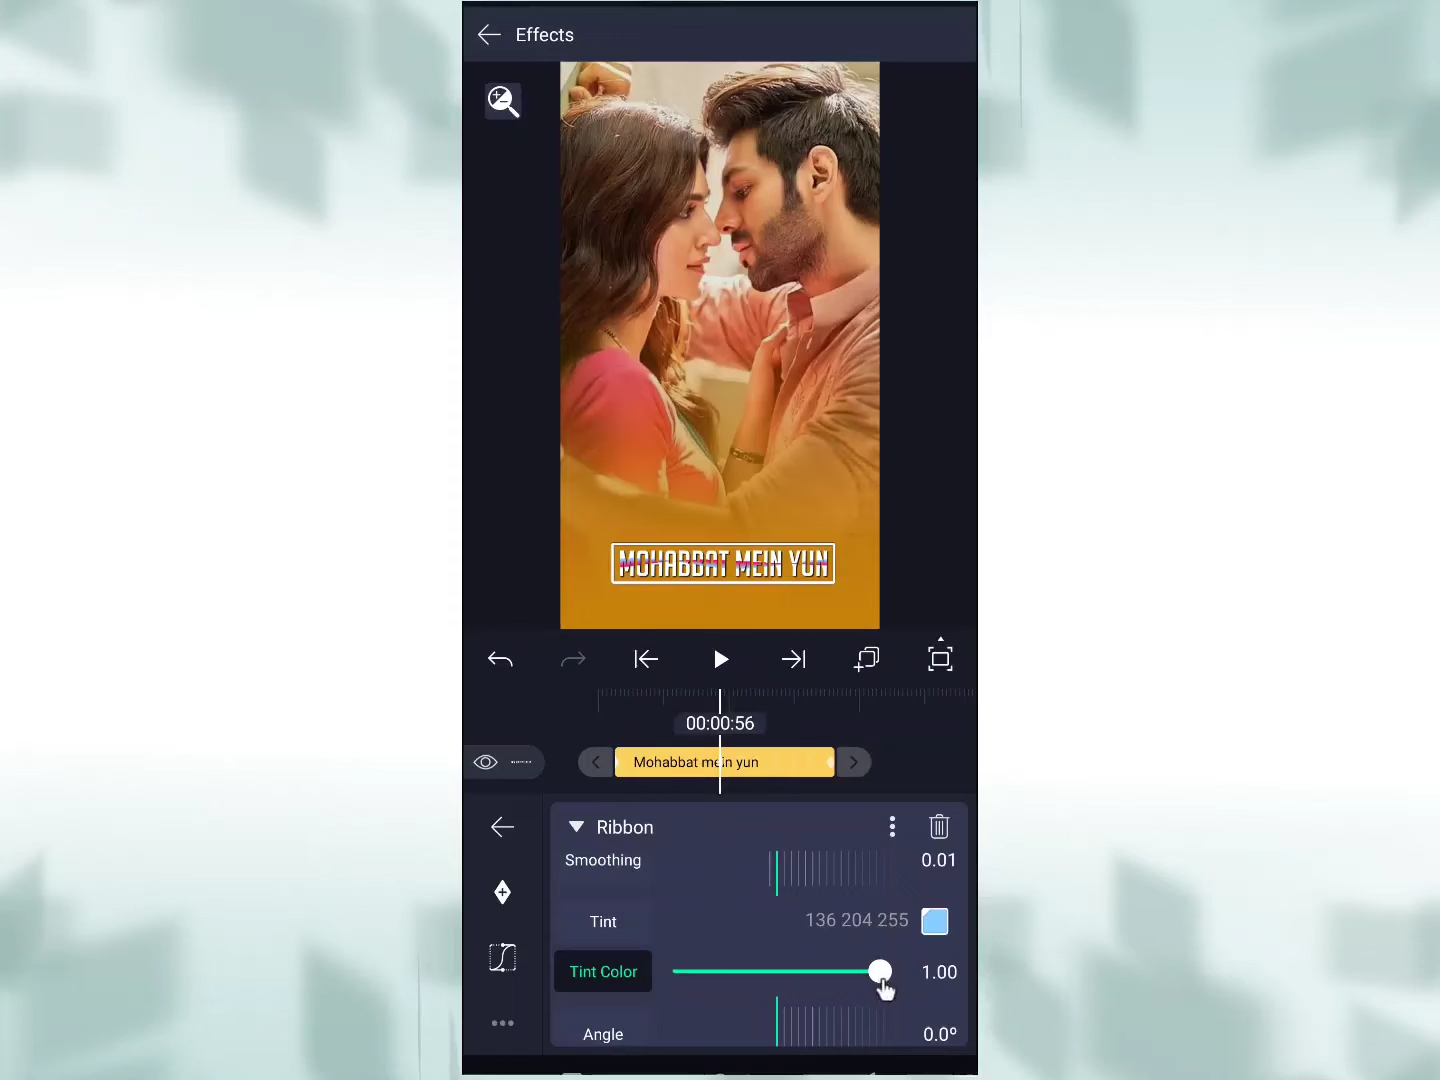 Effects
MOHABBAT MEIN YUN
00:00:56
Mohabbat mein yun
Ribbon
Smoothing 0.01
Tint 136 204 255
Tint Color 1.00
Angle 0.0º